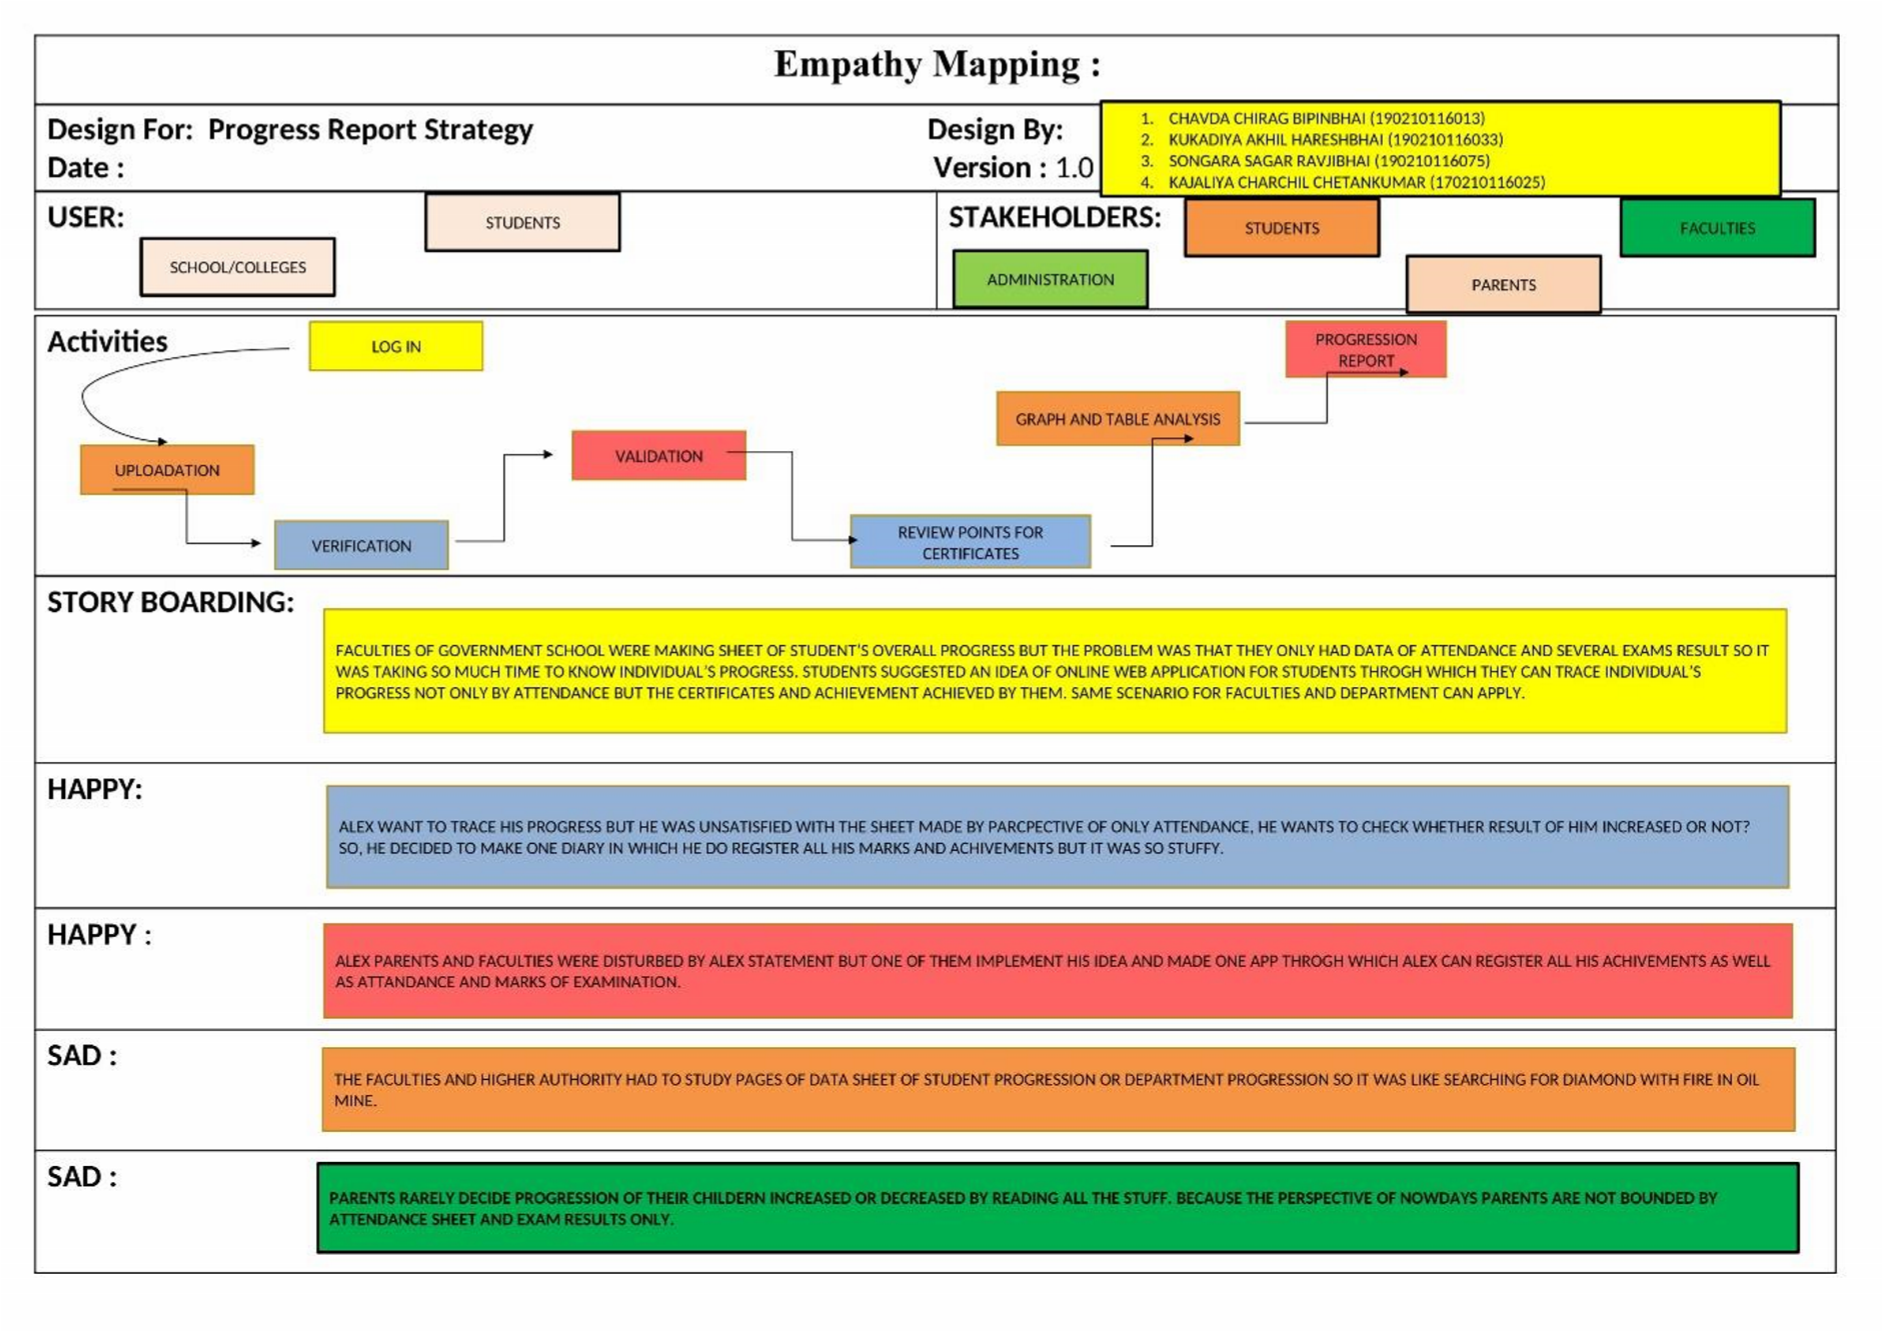 Empathy Mapping :
Design For:  Progress Report Strategy
Date :
Design By:
Version : 1.0
1. CHAVDA CHIRAG BIPINBHAI (190210116013)
2. KUKADIYA AKHIL HARESHBHAI (190210116033)
3. SONGARA SAGAR RAVJIBHAI (190210116075)
4. KAJALIYA CHARCHIL CHETANKUMAR (170210116025)
USER:
STUDENTS
SCHOOL/COLLEGES
STAKEHOLDERS:
STUDENTS
FACULTIES
ADMINISTRATION
PARENTS
Activities
LOG IN
UPLOADATION
VERIFICATION
VALIDATION
REVIEW POINTS FOR
CERTIFICATES
GRAPH AND TABLE ANALYSIS
PROGRESSION
REPORT
STORY BOARDING:
FACULTIES OF GOVERNMENT SCHOOL WERE MAKING SHEET OF STUDENT'S OVERALL PROGRESS BUT THE PROBLEM WAS THAT THEY ONLY HAD DATA OF ATTENDANCE AND SEVERAL EXAMS RESULT SO IT
WAS TAKING SO MUCH TIME TO KNOW INDIVIDUAL'S PROGRESS. STUDENTS SUGGESTED AN IDEA OF ONLINE WEB APPLICATION FOR STUDENTS THROGH WHICH THEY CAN TRACE INDIVIDUAL'S
PROGRESS NOT ONLY BY ATTENDANCE BUT THE CERTIFICATES AND ACHIEVEMENT ACHIEVED BY THEM. SAME SCENARIO FOR FACULTIES AND DEPARTMENT CAN APPLY.
HAPPY:
ALEX WANT TO TRACE HIS PROGRESS BUT HE WAS UNSATISFIED WITH THE SHEET MADE BY PARCPECTIVE OF ONLY ATTENDANCE, HE WANTS TO CHECK WHETHER RESULT OF HIM INCREASED OR NOT?
SO, HE DECIDED TO MAKE ONE DIARY IN WHICH HE DO REGISTER ALL HIS MARKS AND ACHIVEMENTS BUT IT WAS SO STUFFY.
HAPPY :
ALEX PARENTS AND FACULTIES WERE DISTURBED BY ALEX STATEMENT BUT ONE OF THEM IMPLEMENT HIS IDEA AND MADE ONE APP THROGH WHICH ALEX CAN REGISTER ALL HIS ACHIVEMENTS AS WELL
AS ATTANDANCE AND MARKS OF EXAMINATION.
SAD :
THE FACULTIES AND HIGHER AUTHORITY HAD TO STUDY PAGES OF DATA SHEET OF STUDENT PROGRESSION OR DEPARTMENT PROGRESSION SO IT WAS LIKE SEARCHING FOR DIAMOND WITH FIRE IN OIL
MINE.
SAD :
PARENTS RARELY DECIDE PROGRESSION OF THEIR CHILDERN INCREASED OR DECREASED BY READING ALL THE STUFF. BECAUSE THE PERSPECTIVE OF NOWDAYS PARENTS ARE NOT BOUNDED BY
ATTENDANCE SHEET AND EXAM RESULTS ONLY.